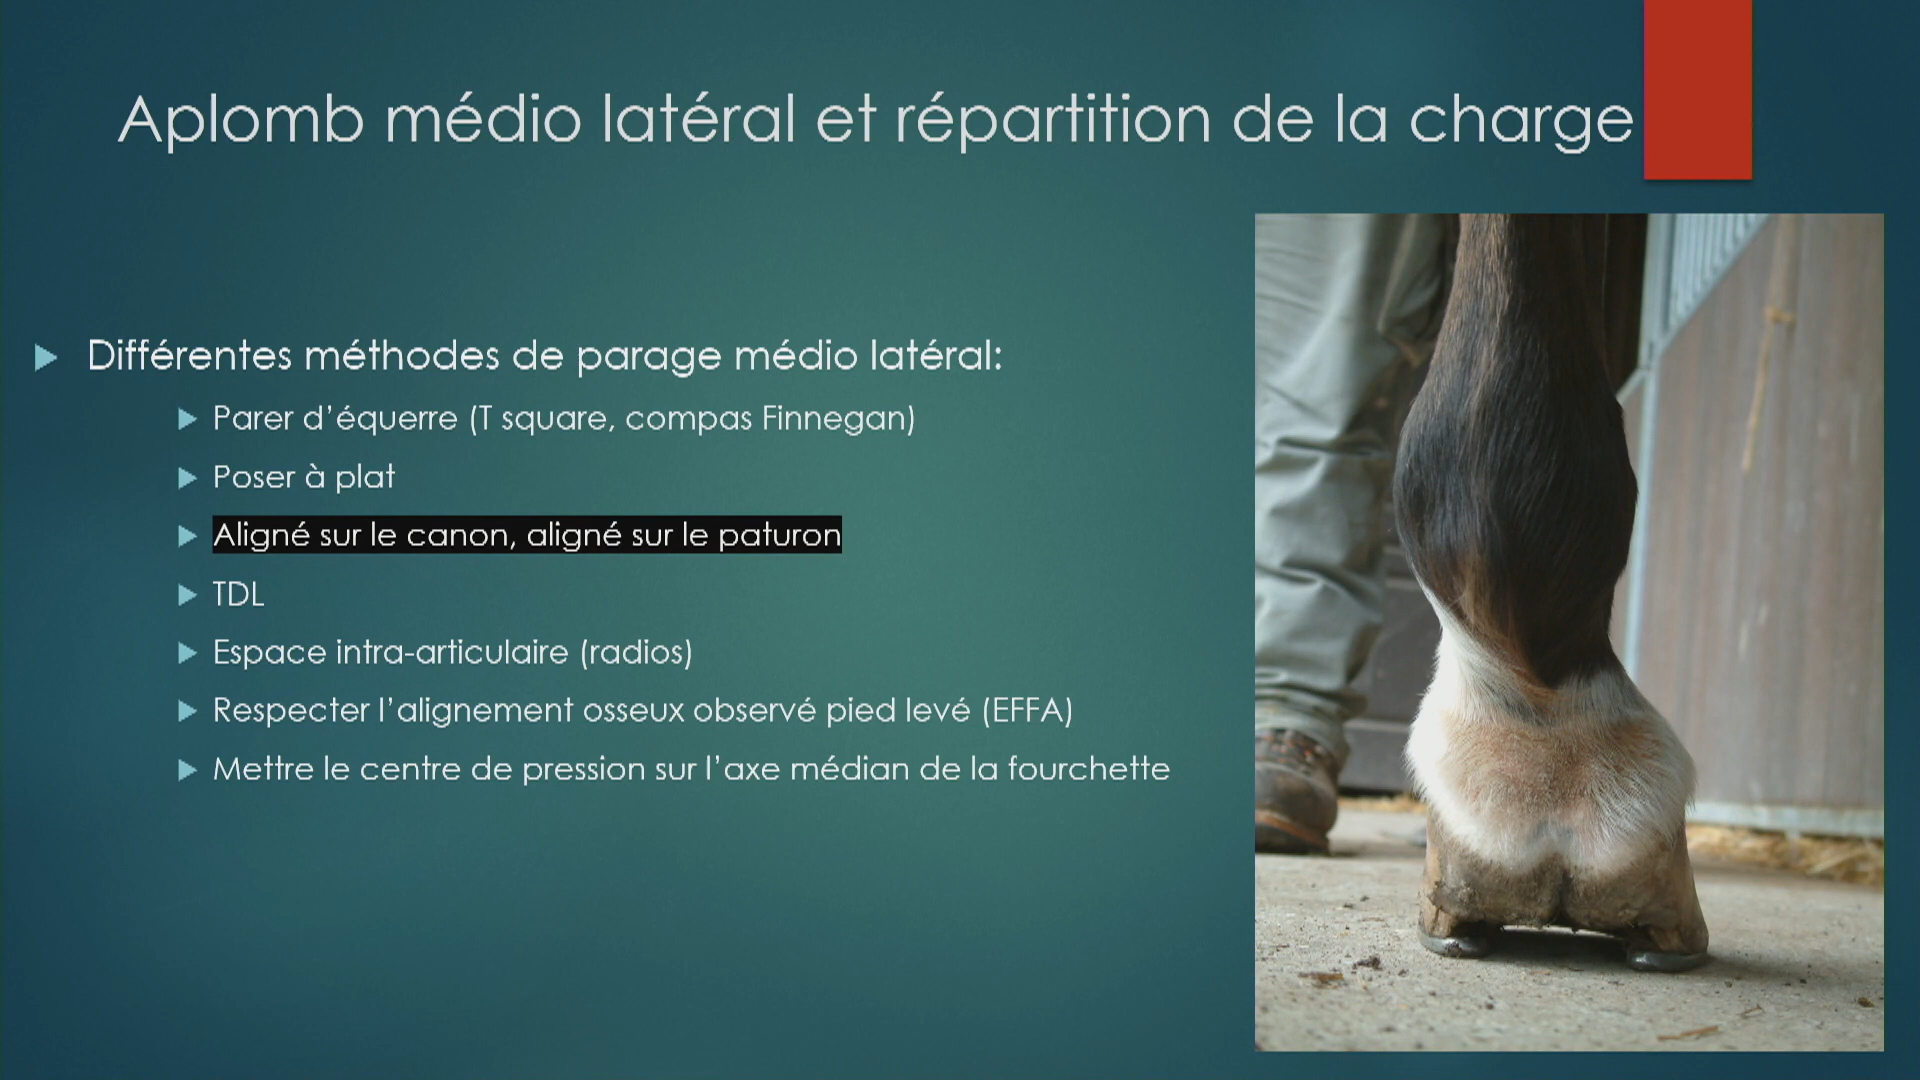 Aplomb médio latéral et répartition de la charge
Différentes méthodes de parage médio latéral:
Parer d'équerre (T square, compas Finnegan)
Poser à plat
Aligné sur le canon, aligné sur le paturon
TDL
Espace intra-articulaire (radios)
Respecter l'alignement osseux observé pied levé (EFFA)
Mettre le centre de pression sur l'axe médian de la fourchette